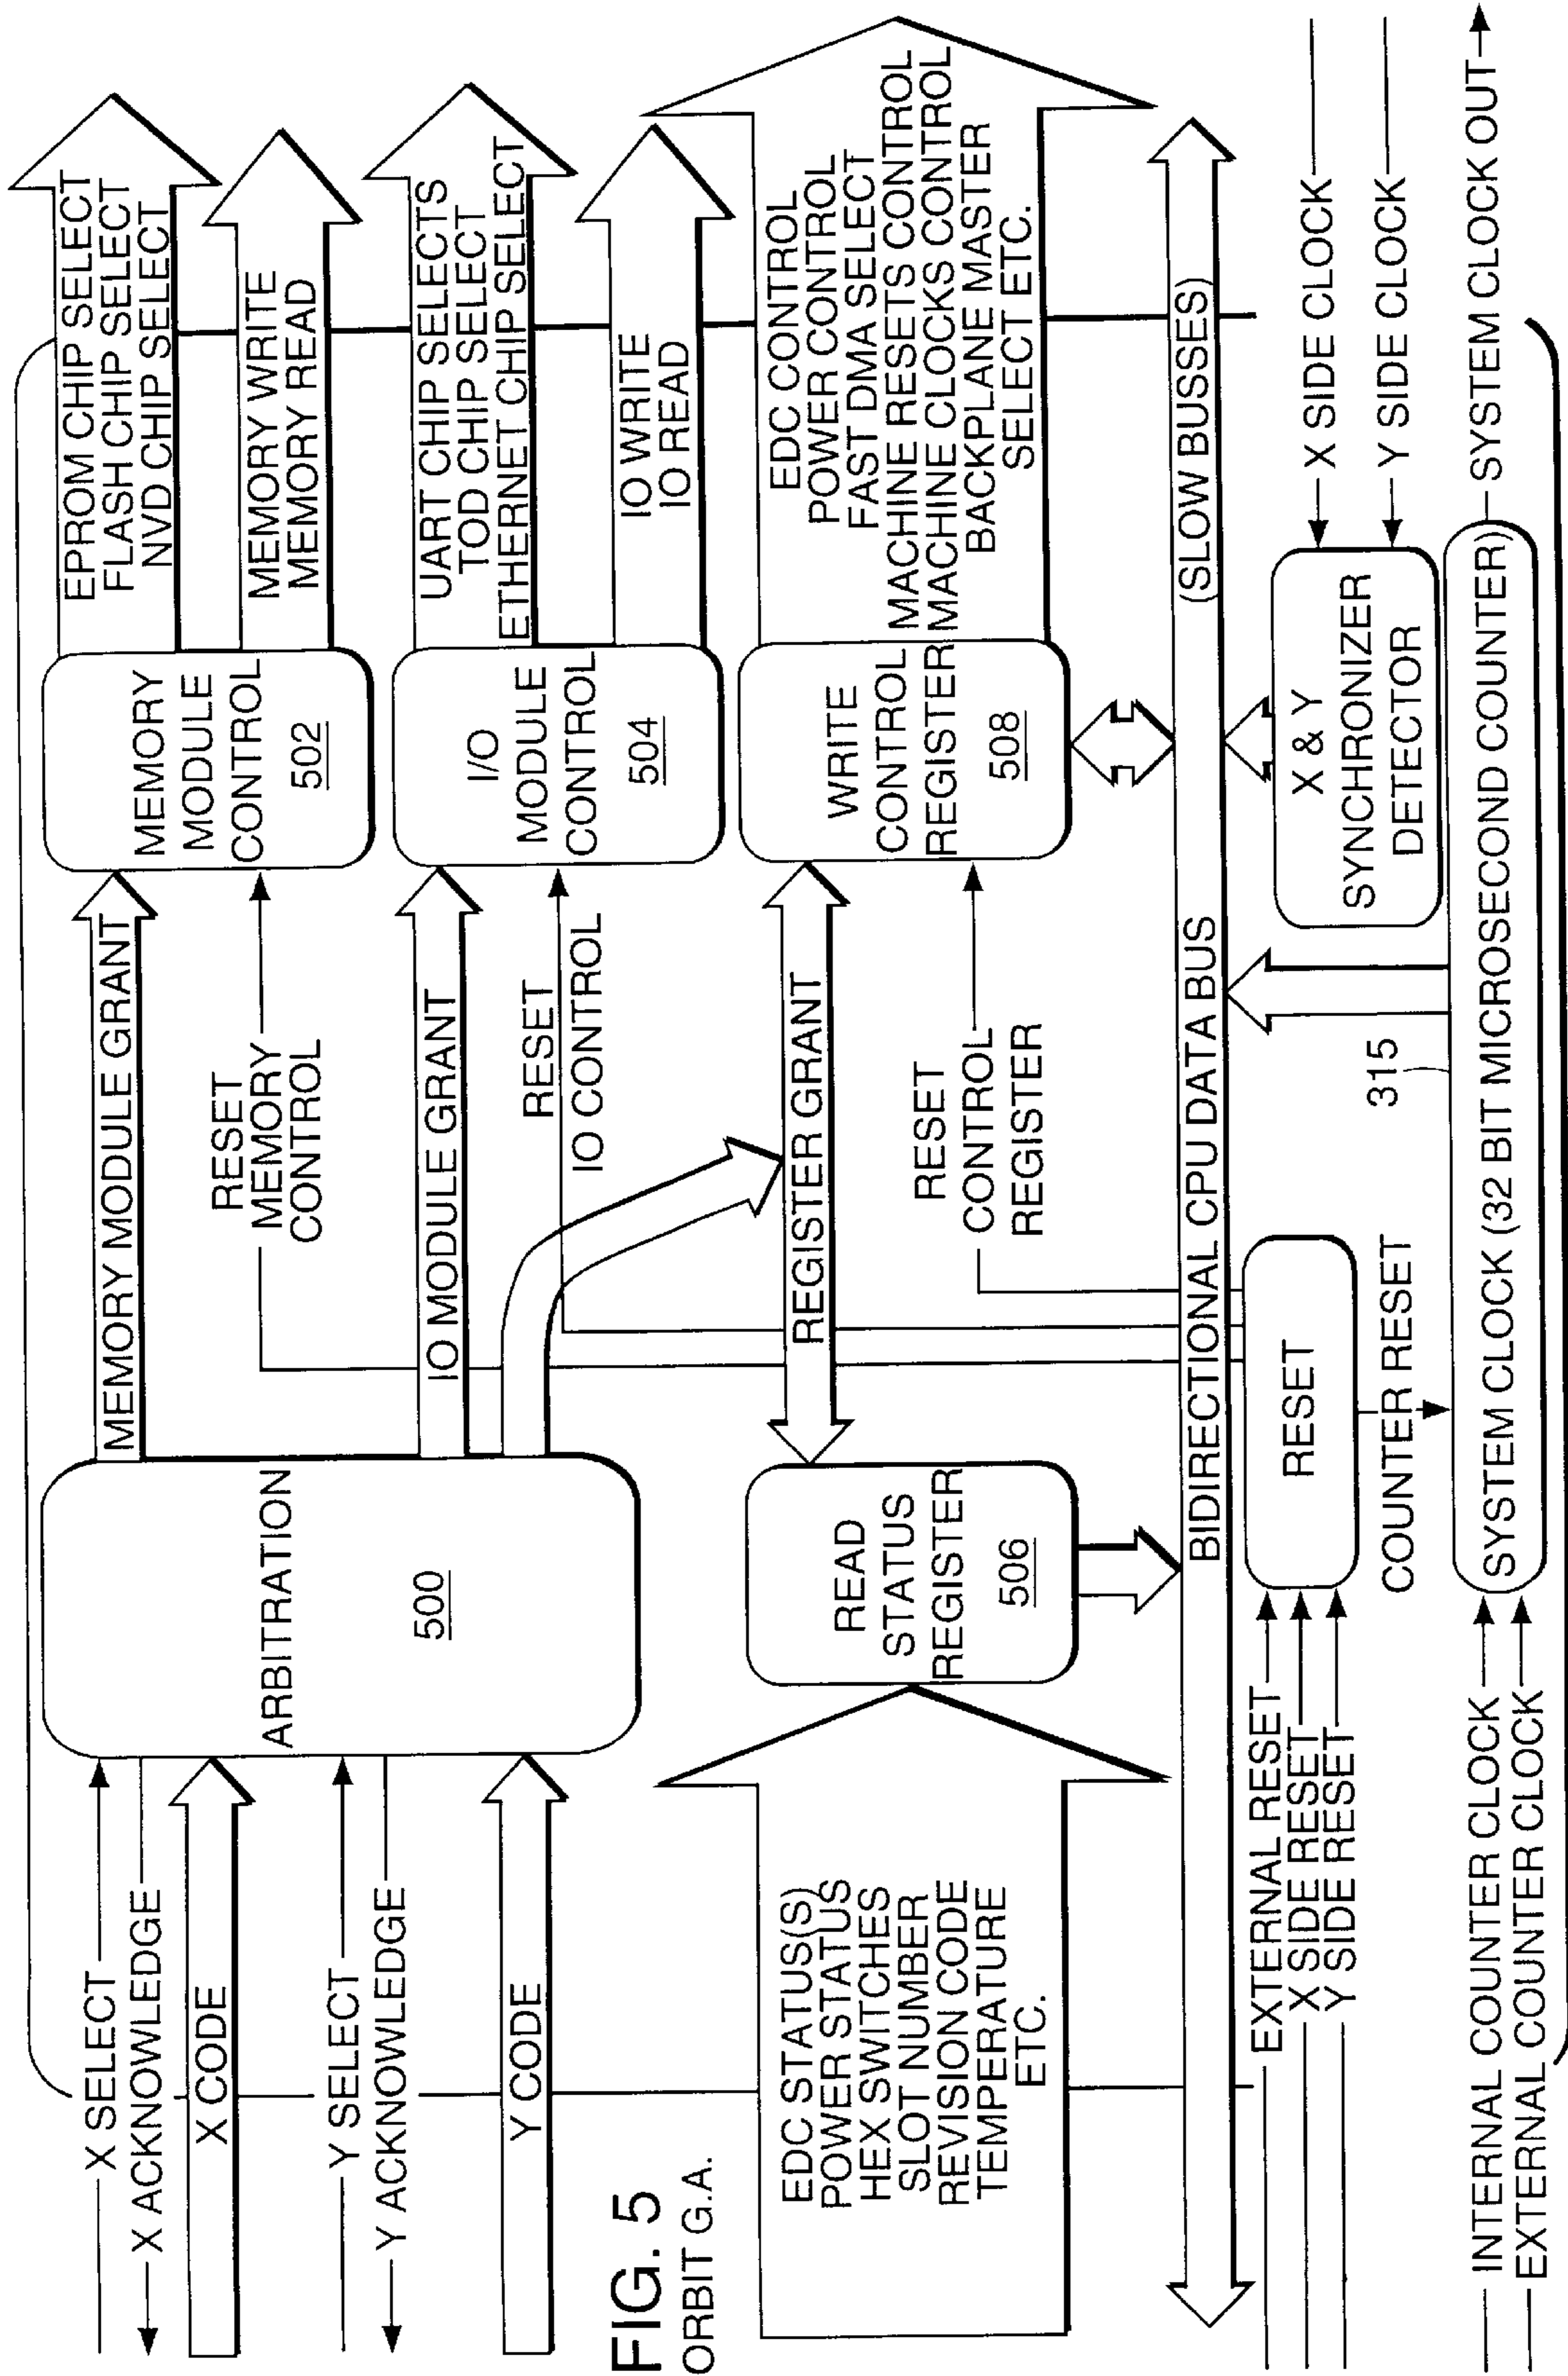 X SELECT
X ACKNOWLEDGE
X CODE
Y SELECT
Y ACKNOWLEDGE
Y CODE
ARBITRATION
500
MEMORY MODULE GRANT
RESET
MEMORY
CONTROL
IO MODULE GRANT
RESET
IO CONTROL
MEMORY
MODULE
CONTROL
502
EPROM CHIP SELECT
FLASH CHIP SELECT
NVD CHIP SELECT
MEMORY WRITE
MEMORY READ
I/O
MODULE
CONTROL
504
UART CHIP SELECTS
TOD CHIP SELECT
ETHERNET CHIP SELECT
IO WRITE
IO READ
FIG. 5
ORBIT G.A.
EDC STATUS(S)
POWER STATUS
HEX SWITCHES
SLOT NUMBER
REVISION CODE
TEMPERATURE
ETC.
READ
STATUS
REGISTER
506
REGISTER GRANT
RESET
CONTROL
REGISTER
WRITE
CONTROL
REGISTER
508
EDC CONTROL
POWER CONTROL
FAST DMA SELECT
MACHINE RESETS CONTROL
MACHINE CLOCKS CONTROL
BACKPLANE MASTER
SELECT ETC.
BIDIRECTIONAL CPU DATA BUS
(SLOW BUSSES)
EXTERNAL RESET
X SIDE RESET
Y SIDE RESET
RESET
COUNTER RESET
315
X & Y
SYNCHRONIZER
DETECTOR
X SIDE CLOCK
Y SIDE CLOCK
INTERNAL COUNTER CLOCK
EXTERNAL COUNTER CLOCK
SYSTEM CLOCK (32 BIT MICROSECOND COUNTER)
SYSTEM CLOCK OUT